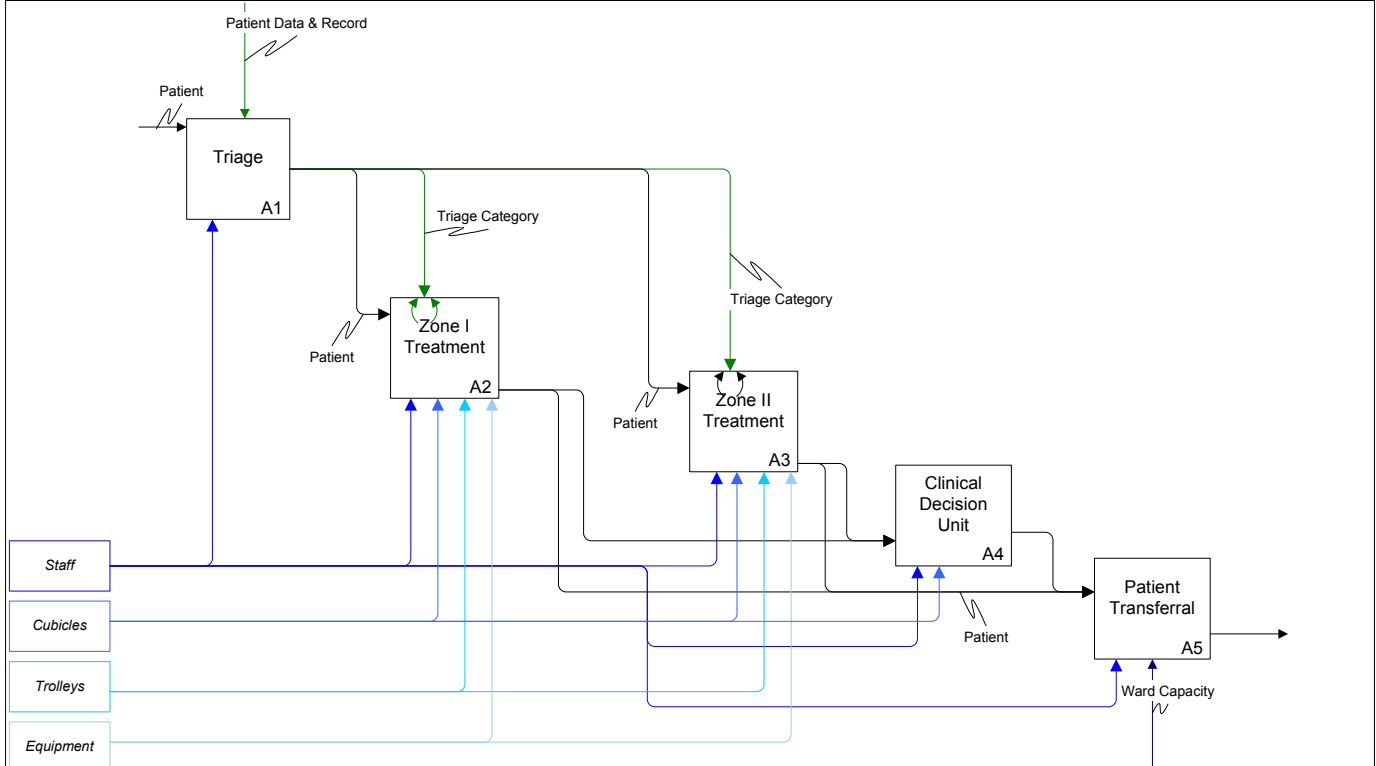 Patient Data & Record
Patient
Triage
A1
Triage Category
Triage Category
Zone I
Treatment
A2
Patient
Zone II
Treatment
A3
Patient
Clinical
Decision
Unit
A4
Staff
Patient
Transferral
A5
Cubicles
Patient
Trolleys
Ward Capacity
Equipment